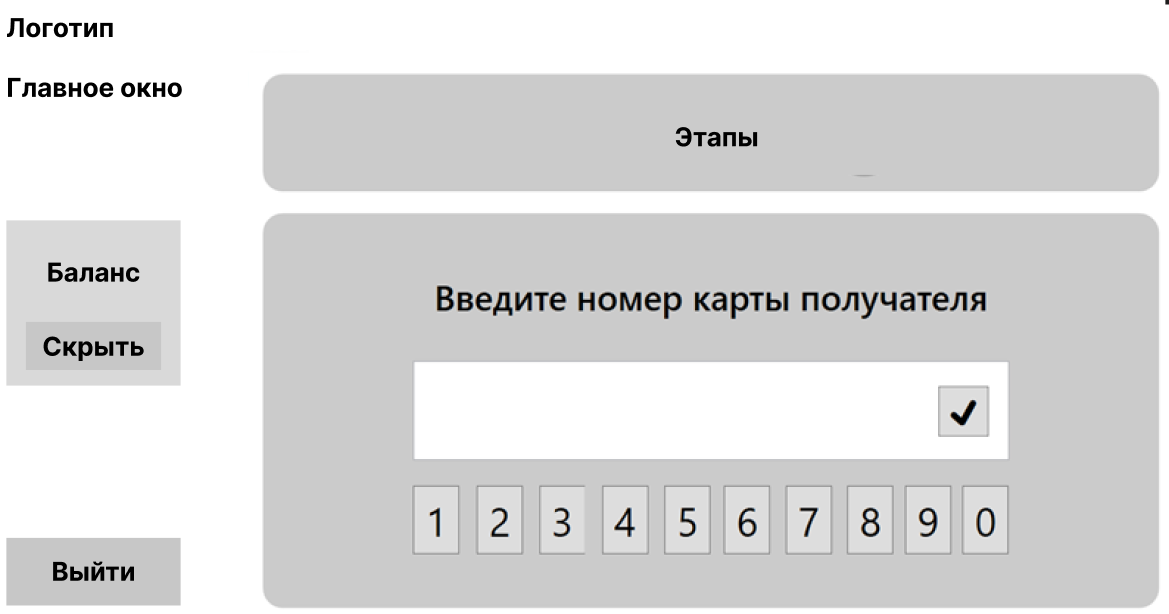 Логотип
Главное окно
Этапы
Баланс
Скрыть
Выйти
Введите номер карты получателя
1 2 3 4 5 6 7 8 9 0